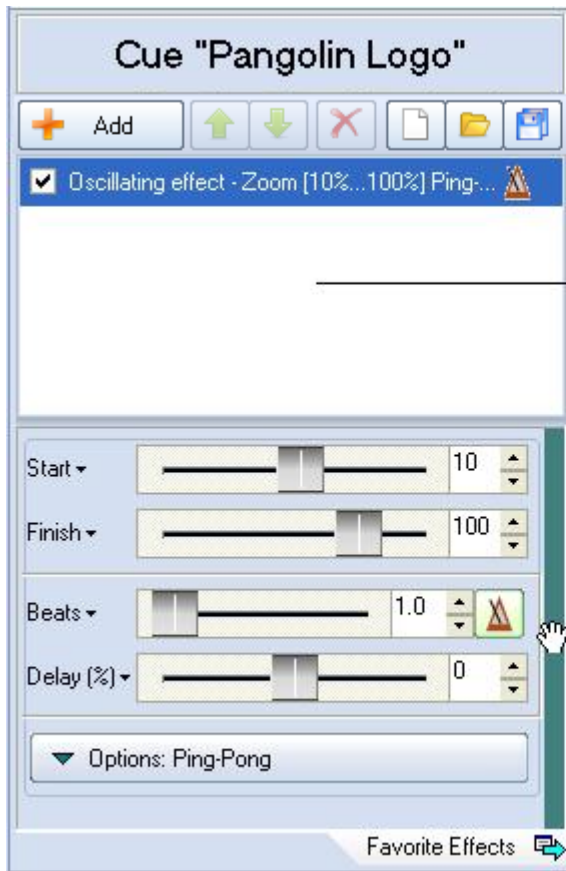 Cue "Pangolin Logo"
Add
Oscillating effect - Zoom [10%...100%] Ping-...
Start 10
Finish 100
Beats 1.0
Delay (%) 0
Options: Ping-Pong
Favorite Effects